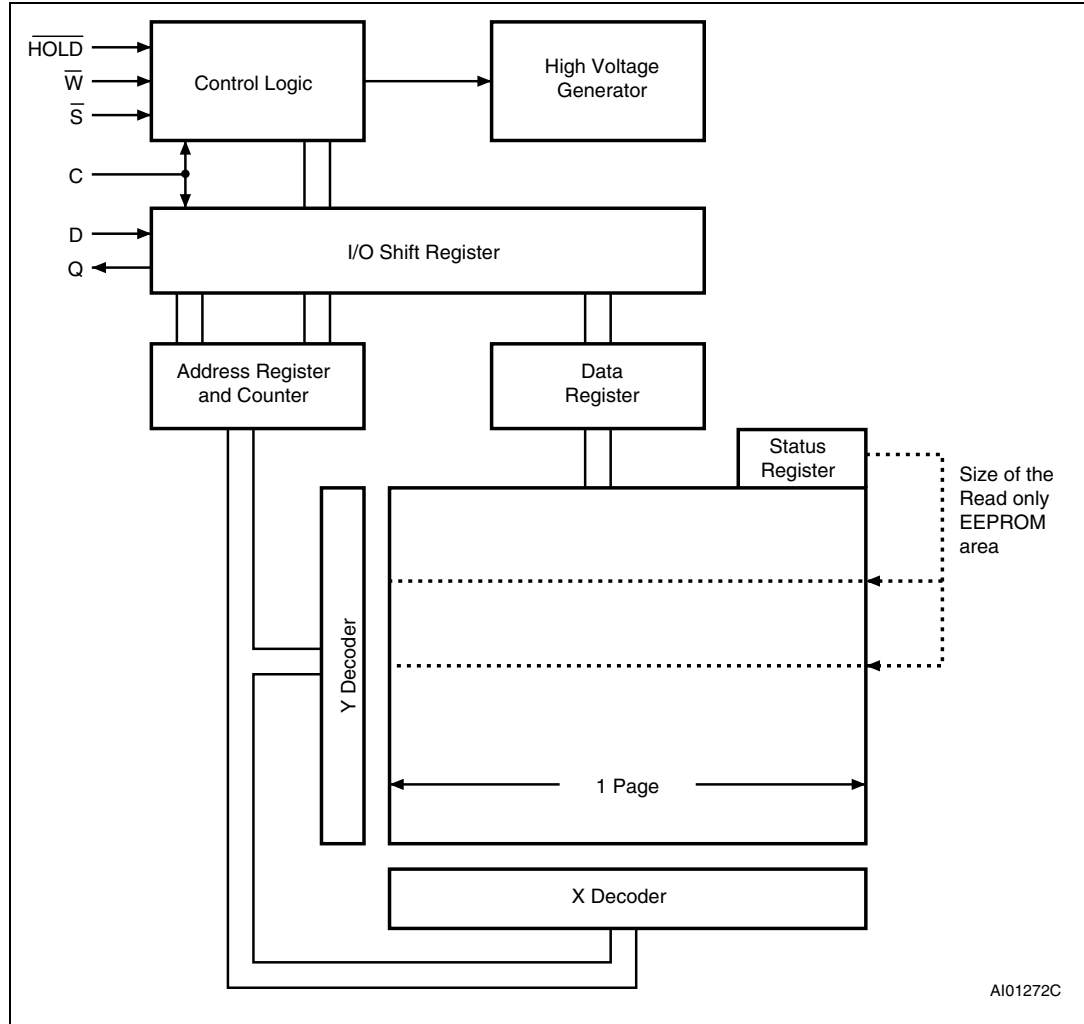 H̅O̅L̅D̅
W̅
S̅
C
D
Q
Control Logic
High Voltage
Generator
I/O Shift Register
Address Register
and Counter
Data
Register
Status
Register
Size of the
Read only
EEPROM
area
Y Decoder
1 Page
X Decoder
AI01272C